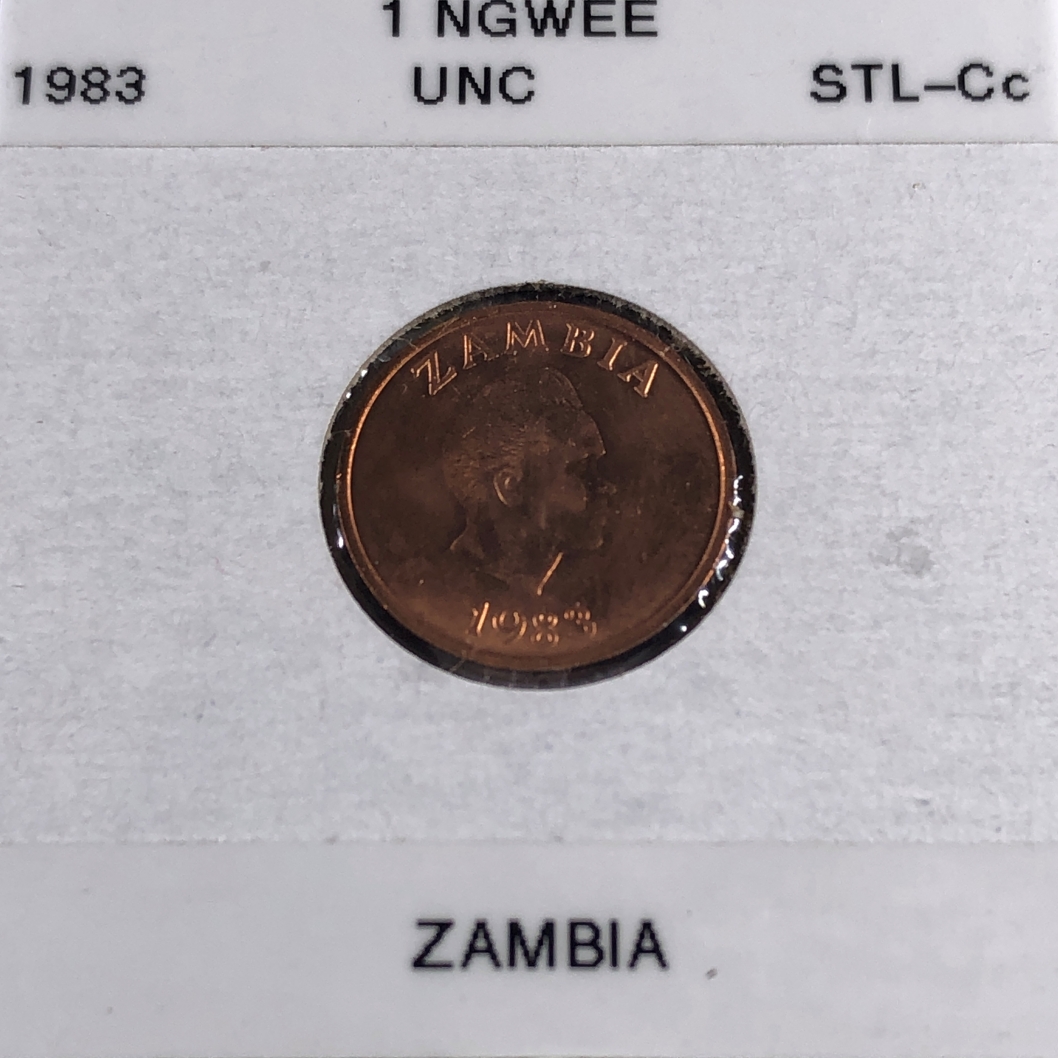 1 NGWEE
1983 UNC STL-Cc
ZAMBIA
1983
ZAMBIA